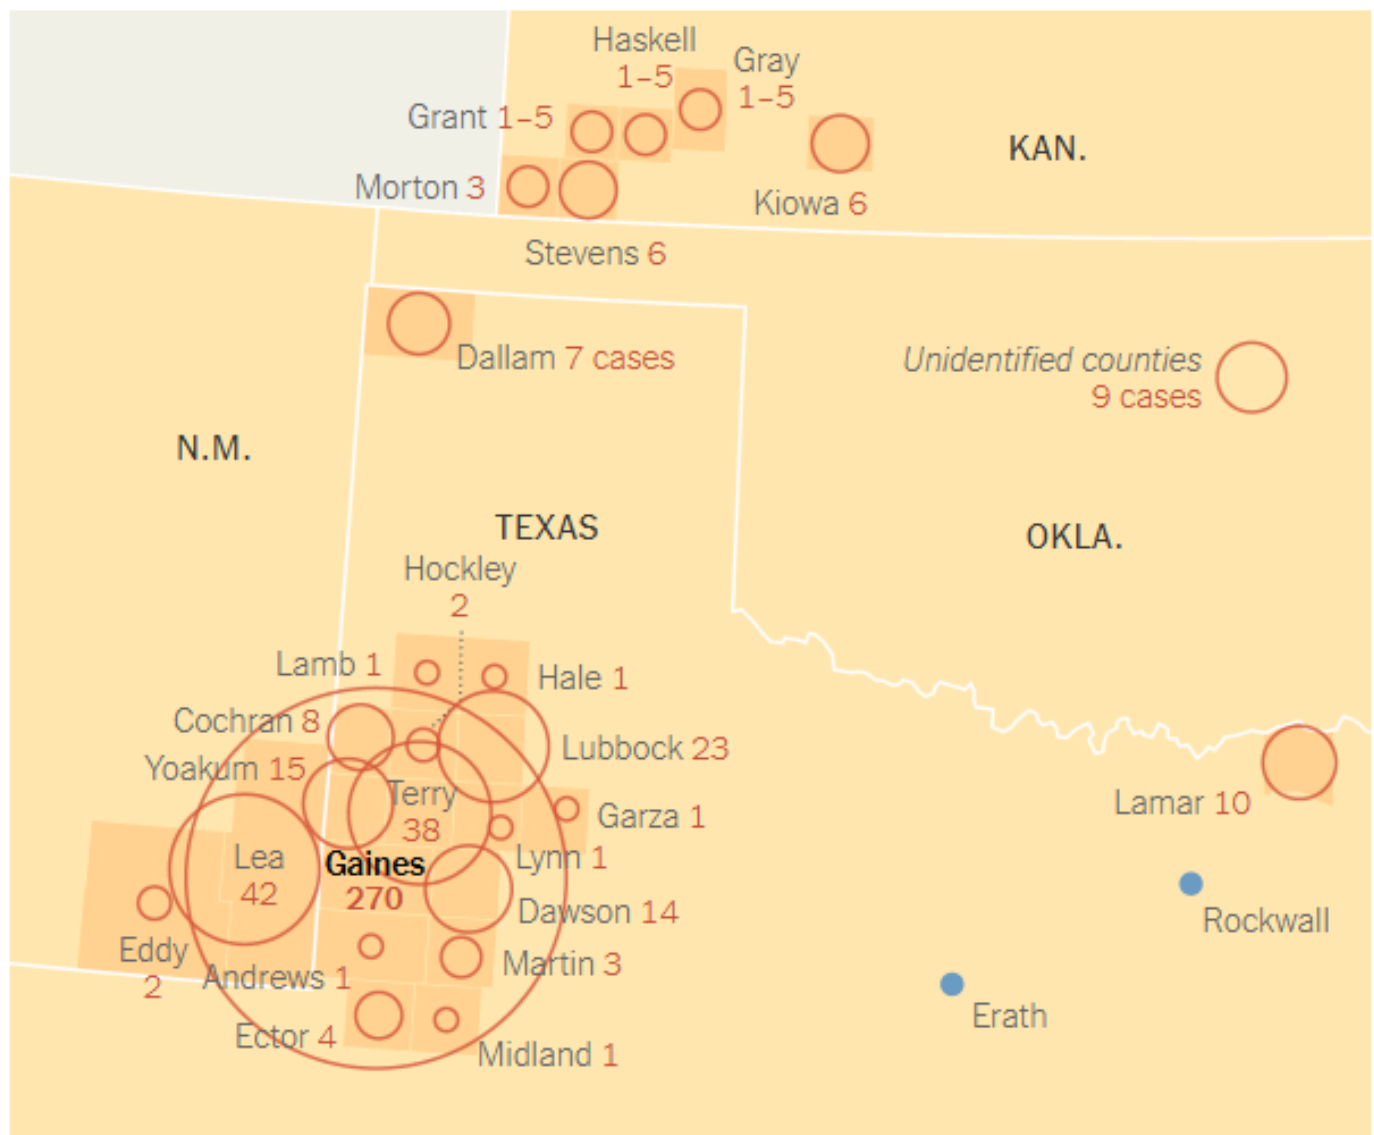 Haskell
1–5
Gray
1–5
Grant 1–5
KAN.
Morton 3
Kiowa 6
Stevens 6
Dallam 7 cases
Unidentified counties
9 cases
N.M.
TEXAS
OKLA.
Hockley
2
Lamb 1
Hale 1
Cochran 8
Lubbock 23
Yoakum 15
Terry
38
Garza 1
Lamar 10
Lea
42
Gaines
270
Lynn 1
Dawson 14
Rockwall
Eddy
2
Andrews 1
Martin 3
Erath
Ector 4
Midland 1